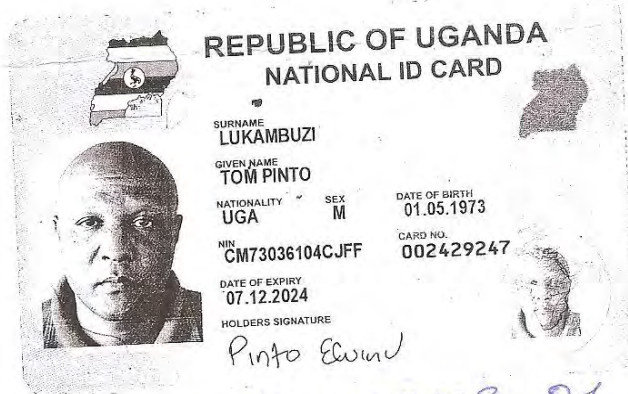 REPUBLIC OF UGANDA
NATIONAL ID CARD
SURNAME
LUKAMBUZI
GIVEN NAME
TOM PINTO
NATIONALITY SEX DATE OF BIRTH
UGA M 01.05.1973
NIN CARD NO.
CM73036104CJFF 002429247
DATE OF EXPIRY
07.12.2024
HOLDERS SIGNATURE
Pinto